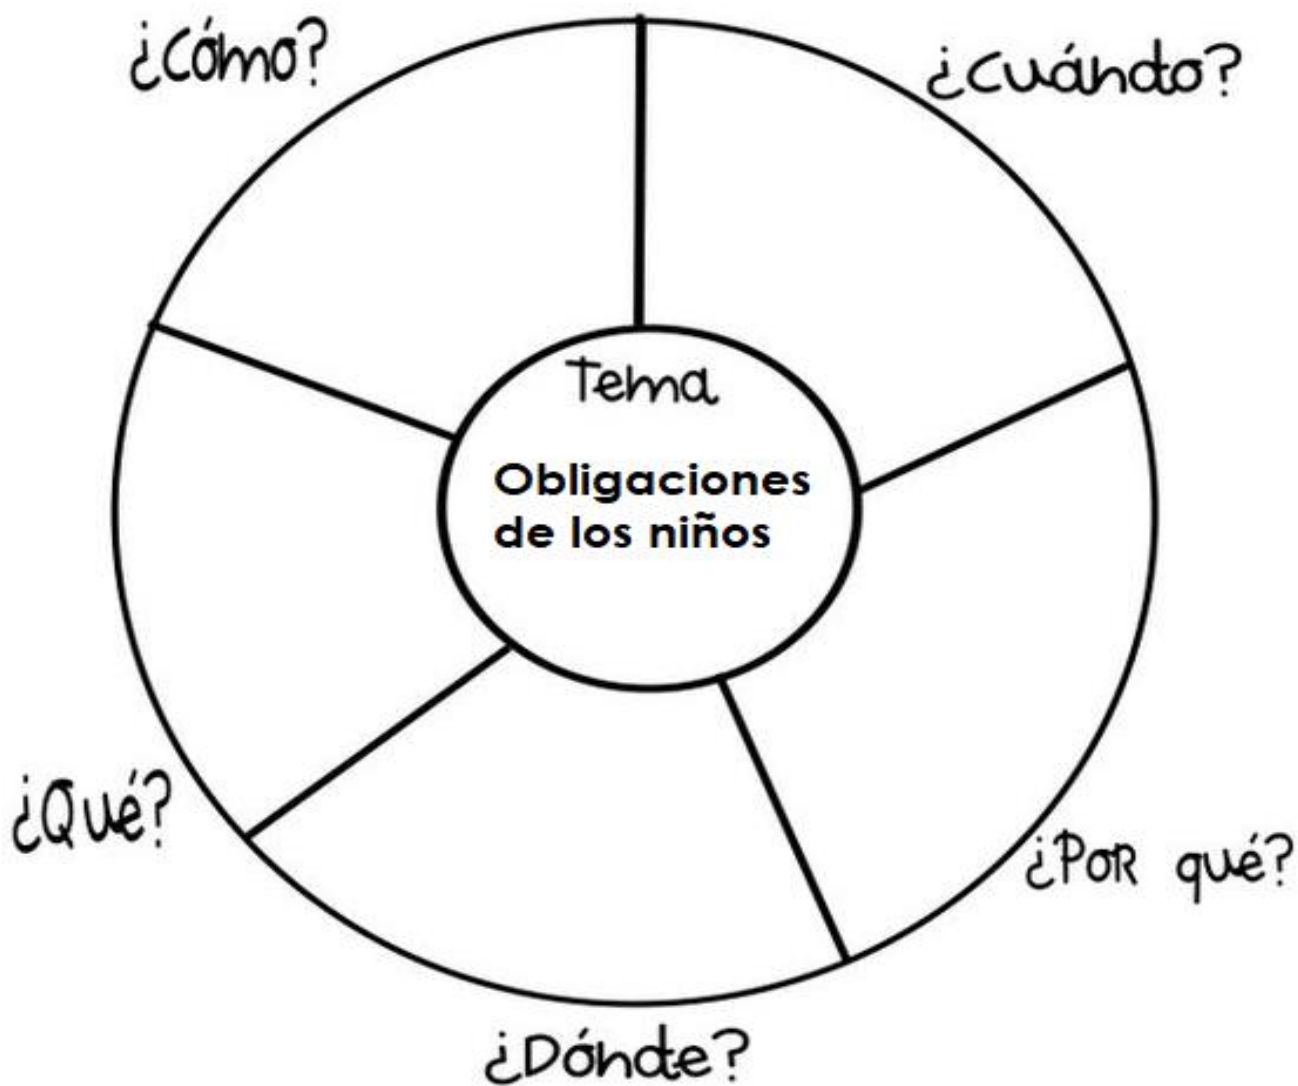 ¿Cómo?
¿Cuándo?
Tema
Obligaciones
de los niños
¿Qué?
¿Por qué?
¿Dónde?